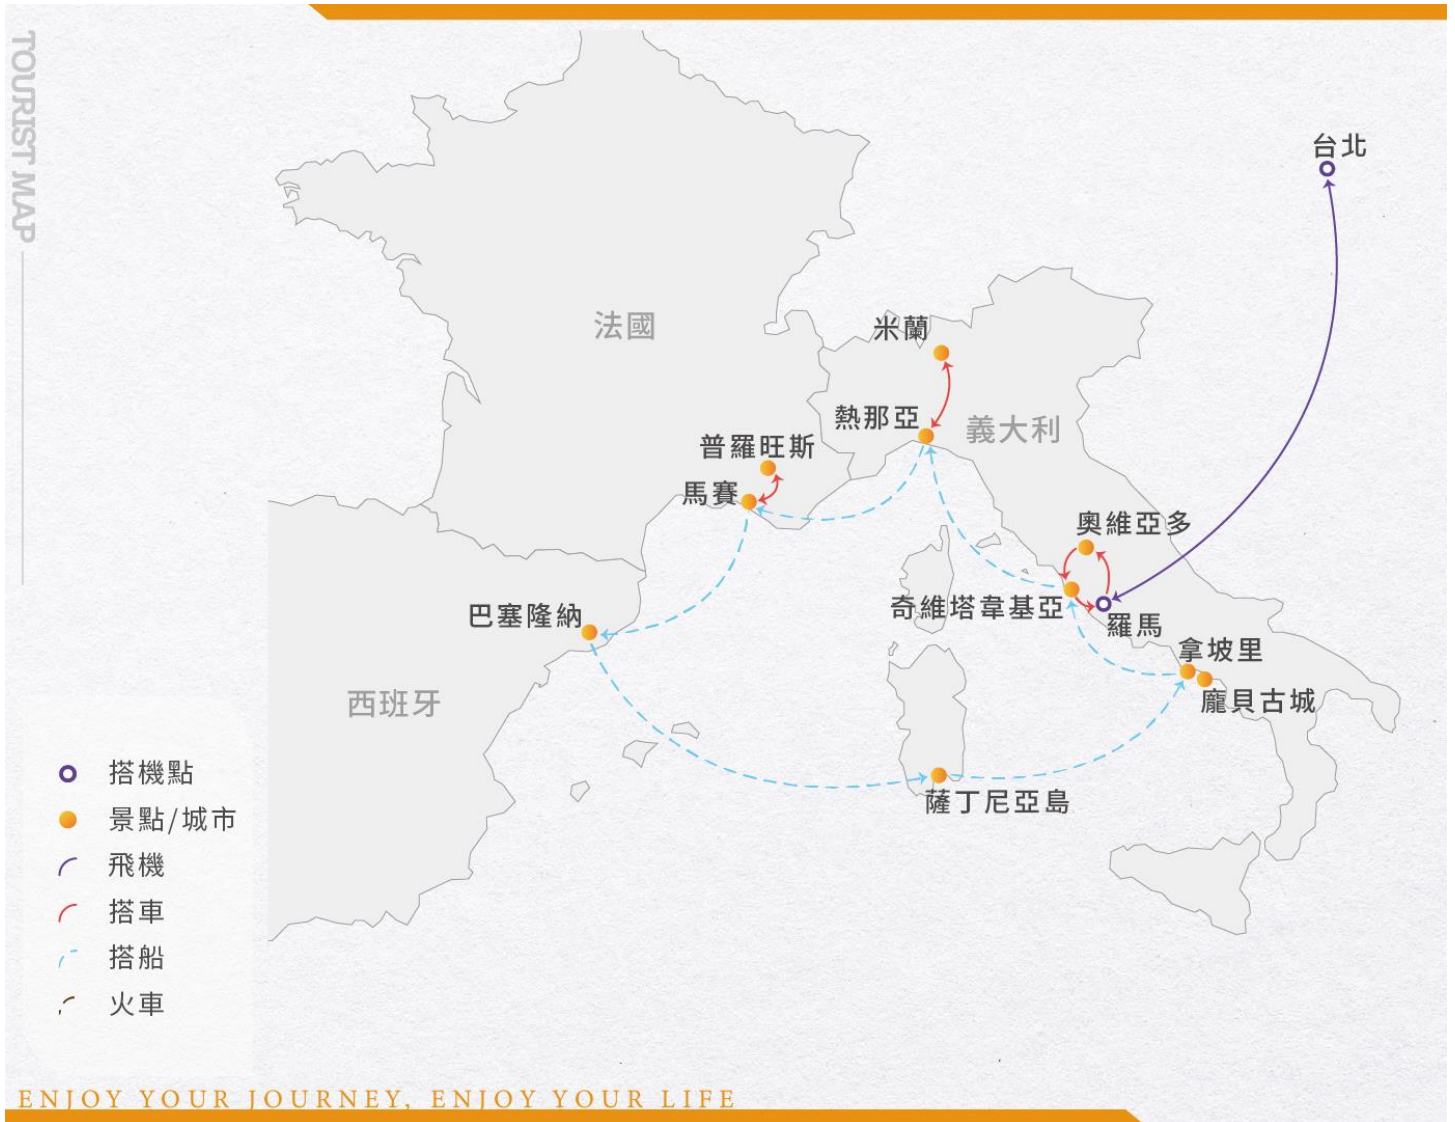 TOURIST MAP
台北
法國
米蘭
熱那亞
義大利
普羅旺斯
馬賽
奧維亞多
奇維塔韋基亞
羅馬
巴塞隆納
拿坡里
西班牙
龐貝古城
薩丁尼亞島
搭機點
景點/城市
飛機
搭車
搭船
火車
ENJOY YOUR JOURNEY, ENJOY YOUR LIFE